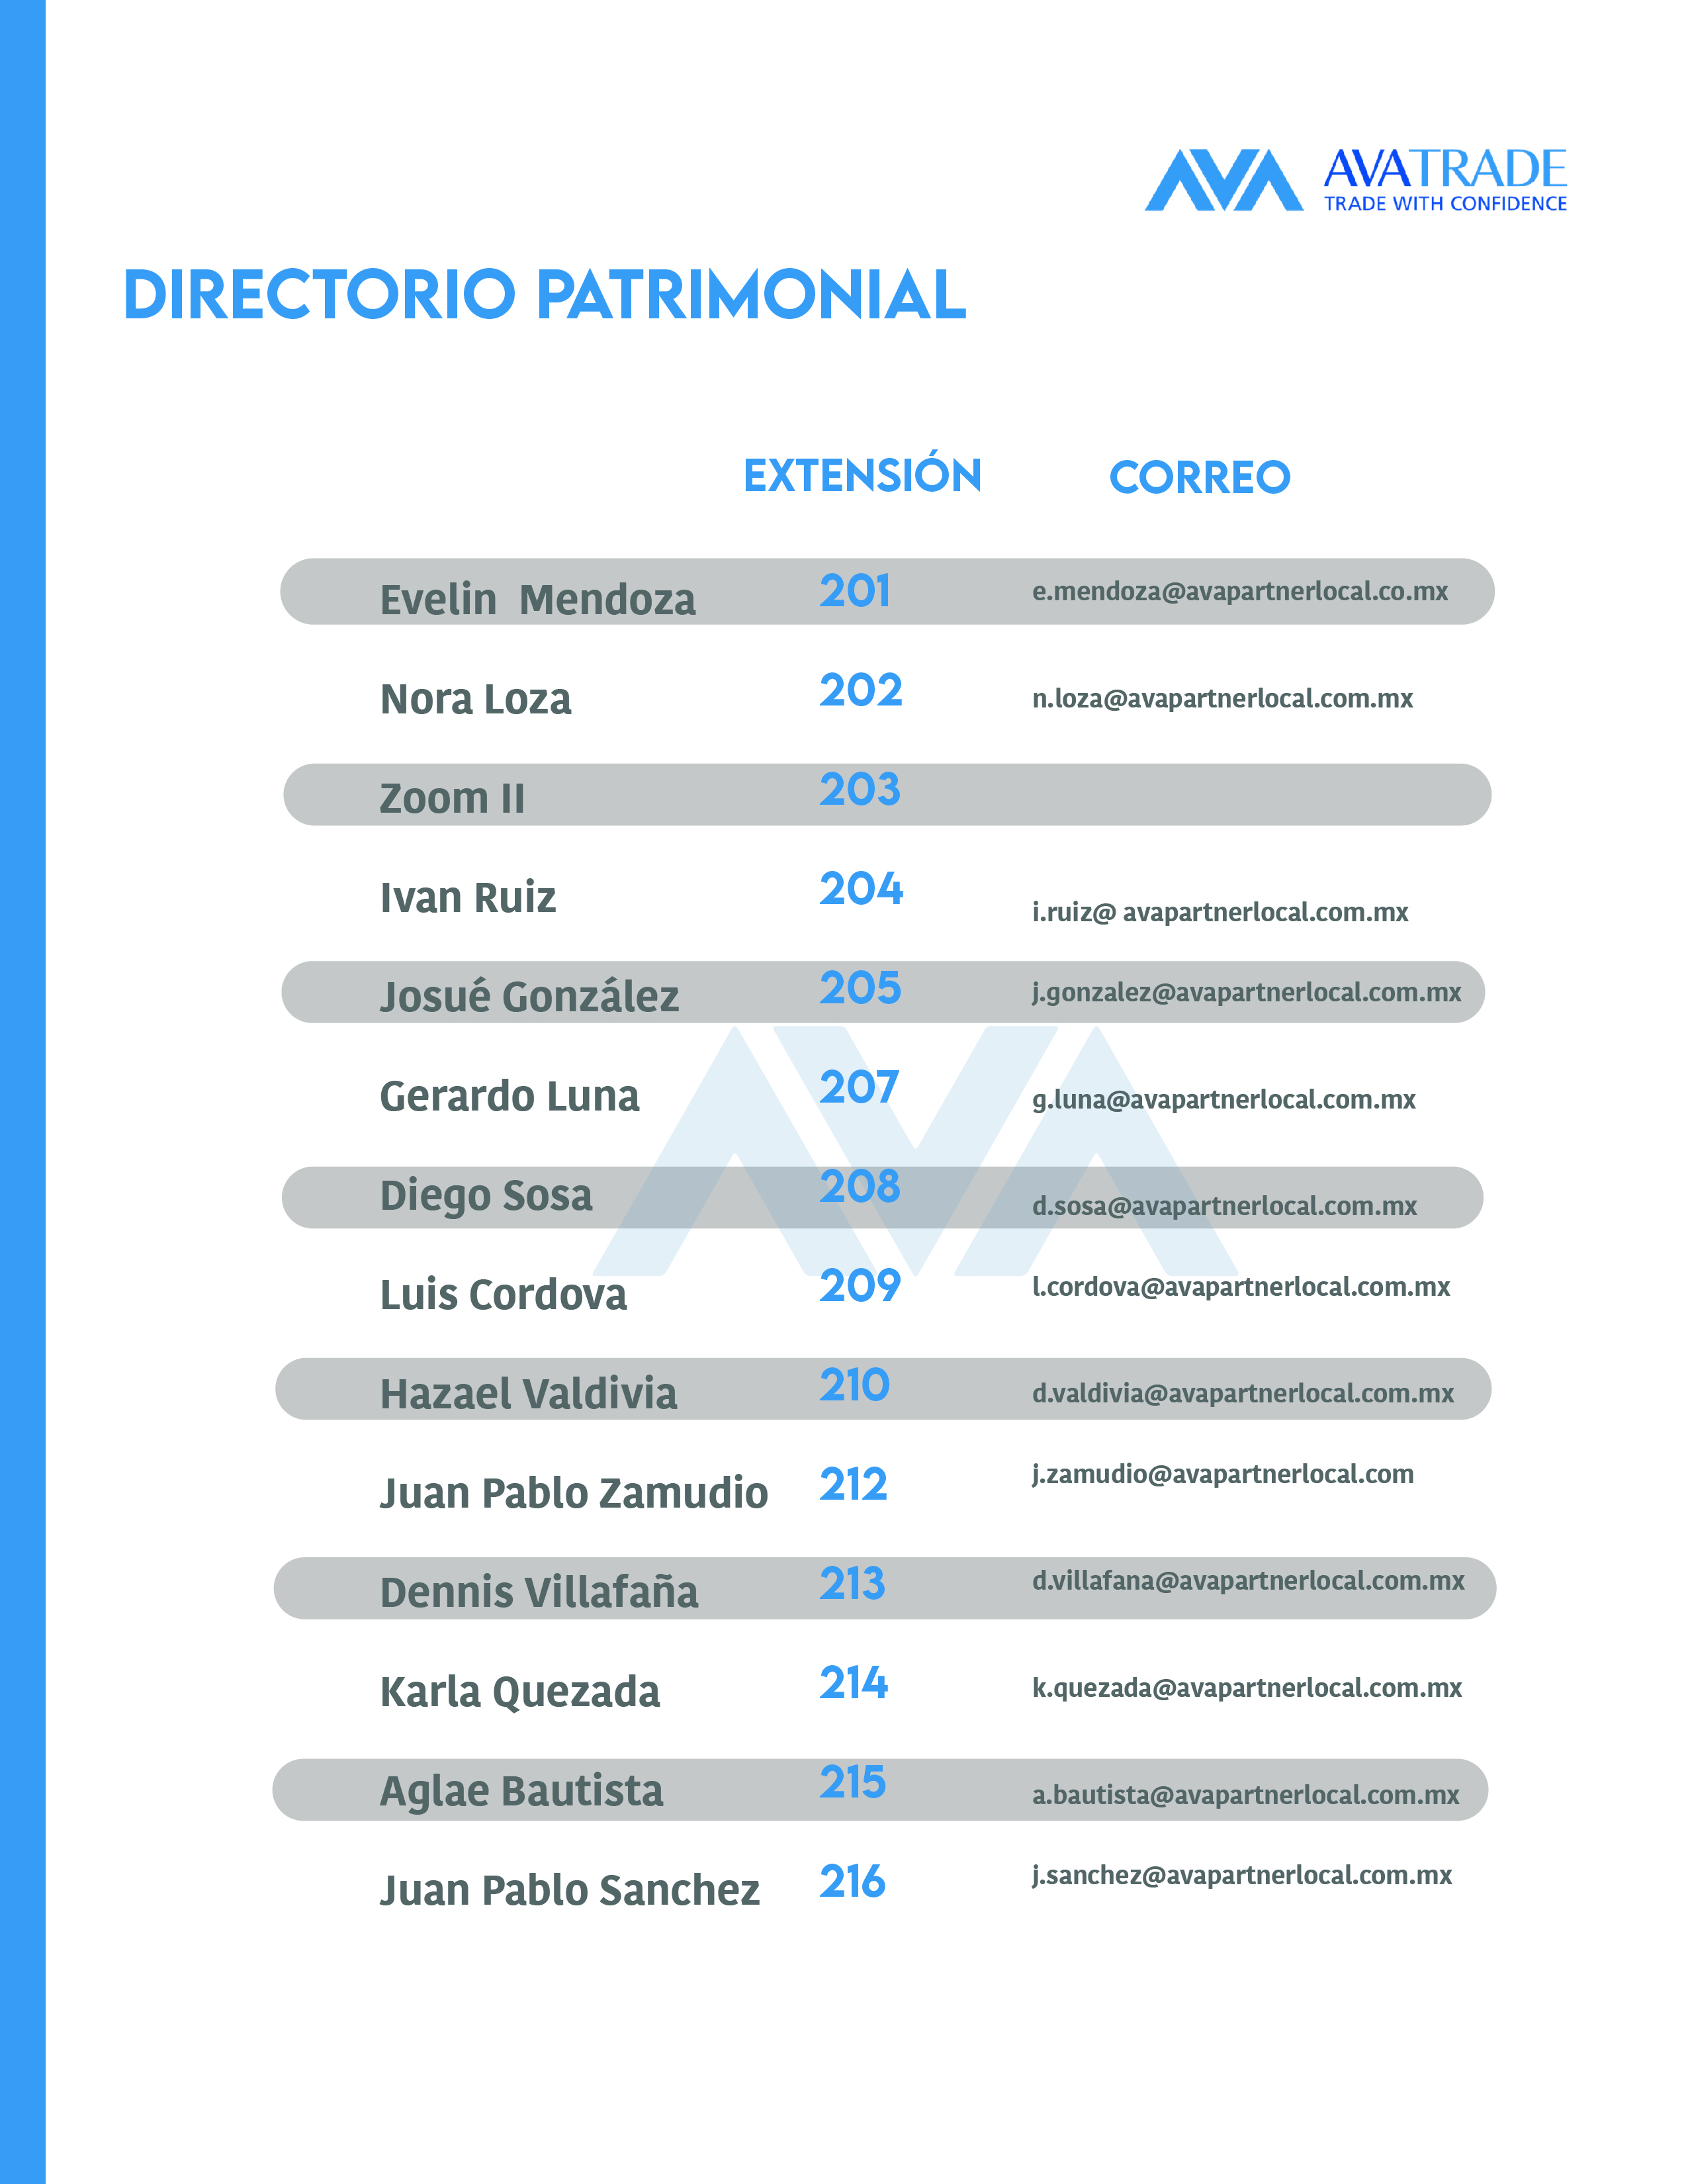 AVATRADE
TRADE WITH CONFIDENCE
DIRECTORIO PATRIMONIAL
EXTENSIÓN CORREO
Evelin Mendoza 201 e.mendoza@avapartnerlocal.co.mx
Nora Loza 202 n.loza@avapartnerlocal.com.mx
Zoom II 203
Ivan Ruiz 204 i.ruiz@ avapartnerlocal.com.mx
Josué González 205 j.gonzalez@avapartnerlocal.com.mx
Gerardo Luna 207 g.luna@avapartnerlocal.com.mx
Diego Sosa 208 d.sosa@avapartnerlocal.com.mx
Luis Cordova 209 l.cordova@avapartnerlocal.com.mx
Hazael Valdivia 210 d.valdivia@avapartnerlocal.com.mx
Juan Pablo Zamudio 212 j.zamudio@avapartnerlocal.com
Dennis Villafaña 213 d.villafana@avapartnerlocal.com.mx
Karla Quezada 214 k.quezada@avapartnerlocal.com.mx
Aglae Bautista 215 a.bautista@avapartnerlocal.com.mx
Juan Pablo Sanchez 216 j.sanchez@avapartnerlocal.com.mx